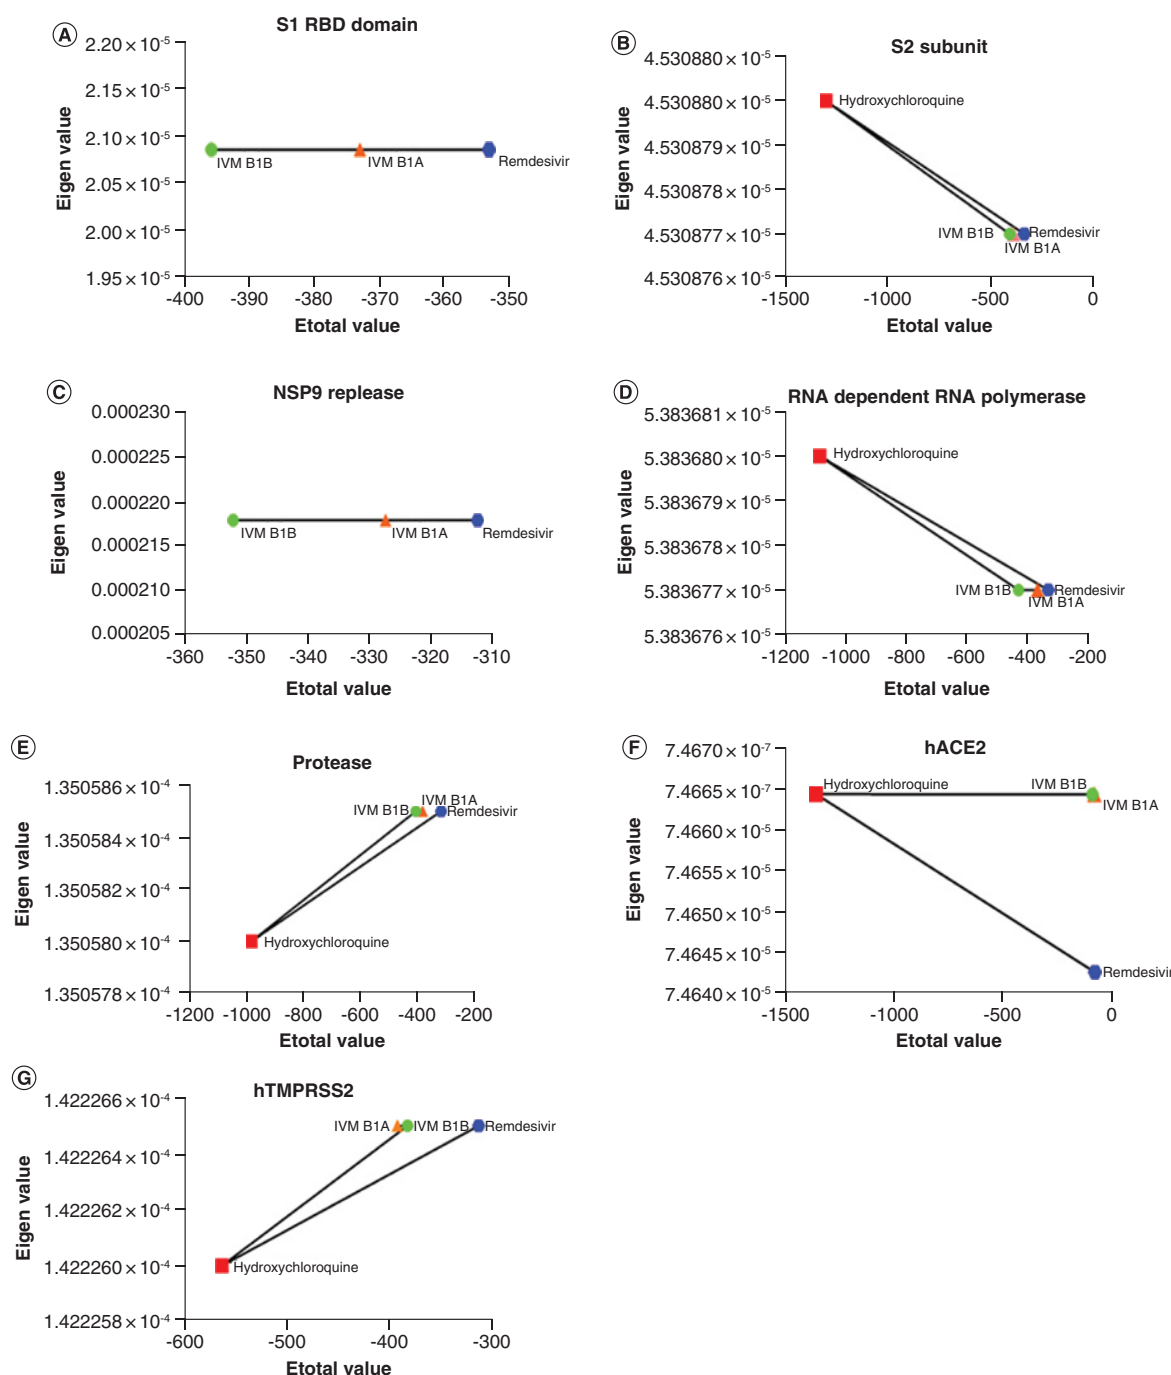 A
S1 RBD domain
Eigen value
2.20 × 10⁻⁵
2.15 × 10⁻⁵
2.10 × 10⁻⁵
2.05 × 10⁻⁵
2.00 × 10⁻⁵
1.95 × 10⁻⁵
IVM B1B
IVM B1A
Remdesivir
-400 -390 -380 -370 -360 -350
Etotal value
B
S2 subunit
Eigen value
4.530880 × 10⁻⁵
4.530880 × 10⁻⁵
4.530879 × 10⁻⁵
4.530878 × 10⁻⁵
4.530877 × 10⁻⁵
4.530876 × 10⁻⁵
Hydroxychloroquine
IVM B1B
Remdesivir
IVM B1A
-1500 -1000 -500 0
Etotal value
C
NSP9 replease
Eigen value
0.000230
0.000225
0.000220
0.000215
0.000210
0.000205
IVM B1B
IVM B1A
Remdesivir
-360 -350 -330 -320 -310
Etotal value
D
RNA dependent RNA polymerase
Eigen value
5.383681 × 10⁻⁵
5.383680 × 10⁻⁵
5.383679 × 10⁻⁵
5.383678 × 10⁻⁵
5.383677 × 10⁻⁵
5.383676 × 10⁻⁵
Hydroxychloroquine
IVM B1B
Remdesivir
IVM B1A
-1200 -1000 -800 -600 -400 -200
Etotal value
E
Protease
Eigen value
1.350586 × 10⁻⁴
1.350584 × 10⁻⁴
1.350582 × 10⁻⁴
1.350580 × 10⁻⁴
1.350578 × 10⁻⁴
IVM B1A
IVM B1B
Remdesivir
Hydroxychloroquine
-1200 -1000 -800 -600 -400 -200
Etotal value
F
hACE2
Eigen value
7.4670 × 10⁻⁷
7.4665 × 10⁻⁷
7.4660 × 10⁻⁵
7.4655 × 10⁻⁵
7.4650 × 10⁻⁵
7.4645 × 10⁻⁵
7.4640 × 10⁻⁵
Hydroxychloroquine
IVM B1B
IVM B1A
Remdesivir
-1500 -1000 -500 0
Etotal value
G
hTMPRSS2
Eigen value
1.422266 × 10⁻⁴
1.422264 × 10⁻⁴
1.422262 × 10⁻⁴
1.422260 × 10⁻⁴
1.422258 × 10⁻⁴
IVM B1A
IVM B1B
Remdesivir
Hydroxychloroquine
-600 -500 -400 -300
Etotal value